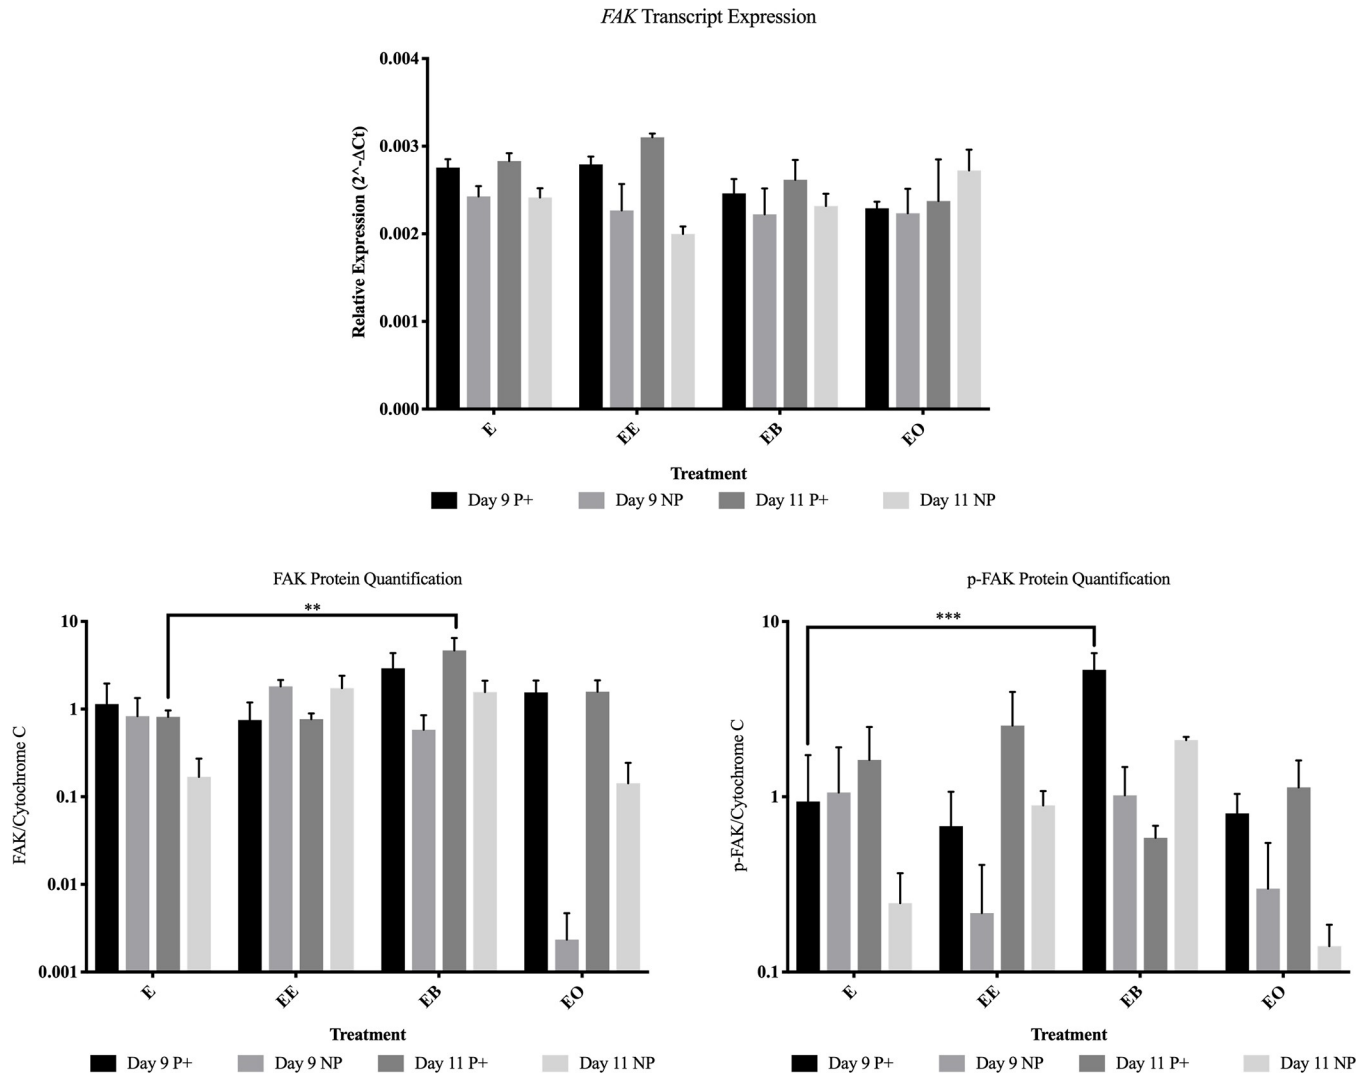 FAK Transcript Expression
0.004
0.003
0.002
0.001
0.000
Relative Expression (2^-ΔCt)
E
EE
EB
EO
Treatment
Day 9 P+
Day 9 NP
Day 11 P+
Day 11 NP
FAK Protein Quantification
**
10
1
0.1
0.01
0.001
FAK/Cytochrome C
E
EE
EB
EO
Treatment
Day 9 P+
Day 9 NP
Day 11 P+
Day 11 NP
p-FAK Protein Quantification
***
10
1
0.1
p-FAK/Cytochrome C
E
EE
EB
EO
Treatment
Day 9 P+
Day 9 NP
Day 11 P+
Day 11 NP